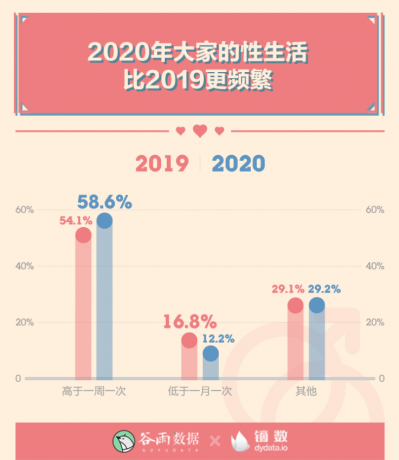 2020年大家的性生活
比2019更频繁
2019 2020
58.6%
54.1%
60% 60%
40% 40%
29.1% 29.2%
16.8%
20% 20%
12.2%
0 0
高于一周一次 低于一月一次 其他
谷雨数据 × 镝数
GUYUDATA dydata.io